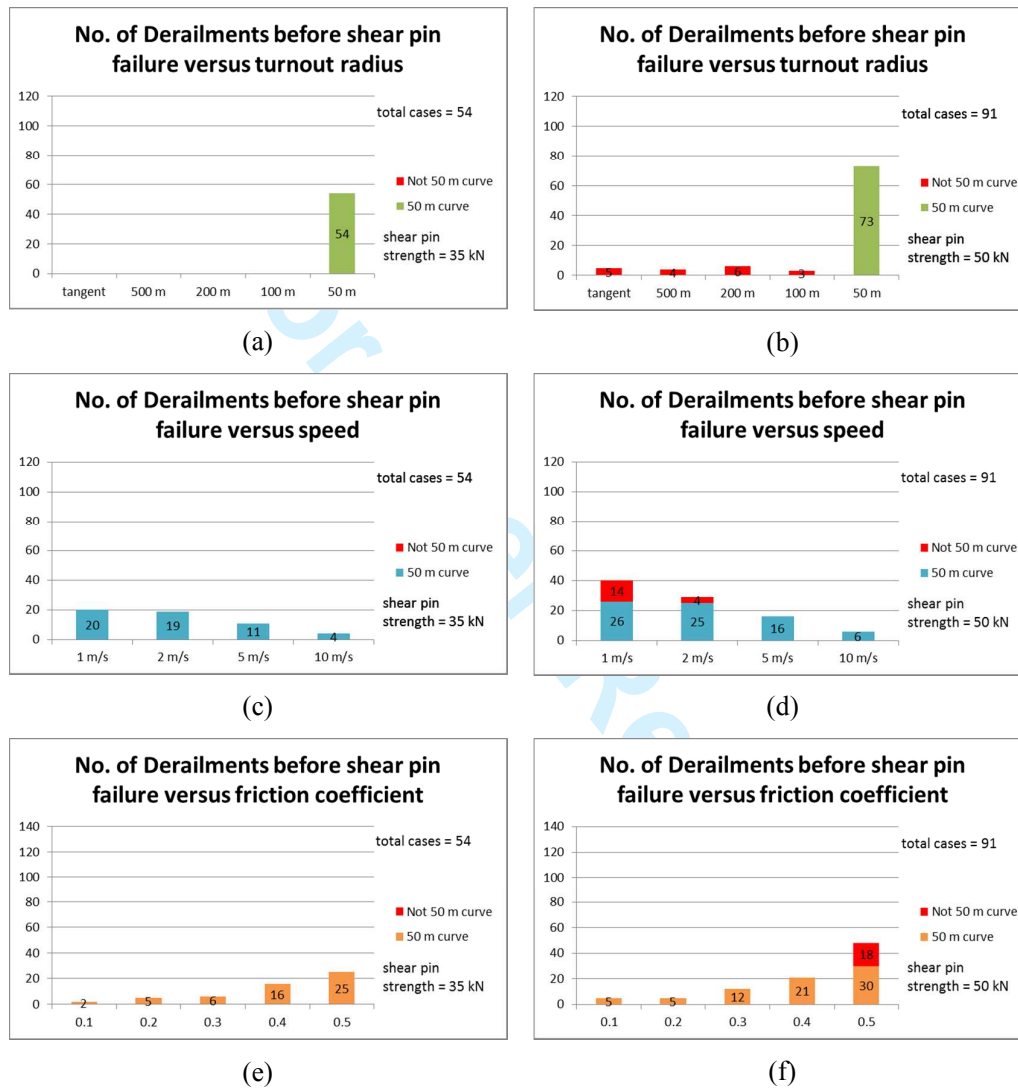 No. of Derailments before shear pin
failure versus turnout radius
120
100
80
60
40
20
0
total cases = 54
Not 50 m curve
50 m curve
shear pin
strength = 35 kN
54
tangent 500 m 200 m 100 m 50 m
(a)
No. of Derailments before shear pin
failure versus turnout radius
120
100
80
60
40
20
0
total cases = 91
Not 50 m curve
50 m curve
shear pin
strength = 50 kN
5 4 6 3 73
tangent 500 m 200 m 100 m 50 m
(b)
No. of Derailments before shear pin
failure versus speed
120
100
80
60
40
20
0
total cases = 54
Not 50 m curve
50 m curve
shear pin
strength = 35 kN
20 19 11 4
1 m/s 2 m/s 5 m/s 10 m/s
(c)
No. of Derailments before shear pin
failure versus speed
120
100
80
60
40
20
0
total cases = 91
Not 50 m curve
50 m curve
shear pin
strength = 50 kN
14 4
26 25 16 6
1 m/s 2 m/s 5 m/s 10 m/s
(d)
No. of Derailments before shear pin
failure versus friction coefficient
140
120
100
80
60
40
20
0
total cases = 54
Not 50 m curve
50 m curve
shear pin
strength = 35 kN
2 5 6 16 25
0.1 0.2 0.3 0.4 0.5
(e)
No. of Derailments before shear pin
failure versus friction coefficient
140
120
100
80
60
40
20
0
total cases = 91
Not 50 m curve
50 m curve
shear pin
strength = 50 kN
18
5 5 12 21 30
0.1 0.2 0.3 0.4 0.5
(f)